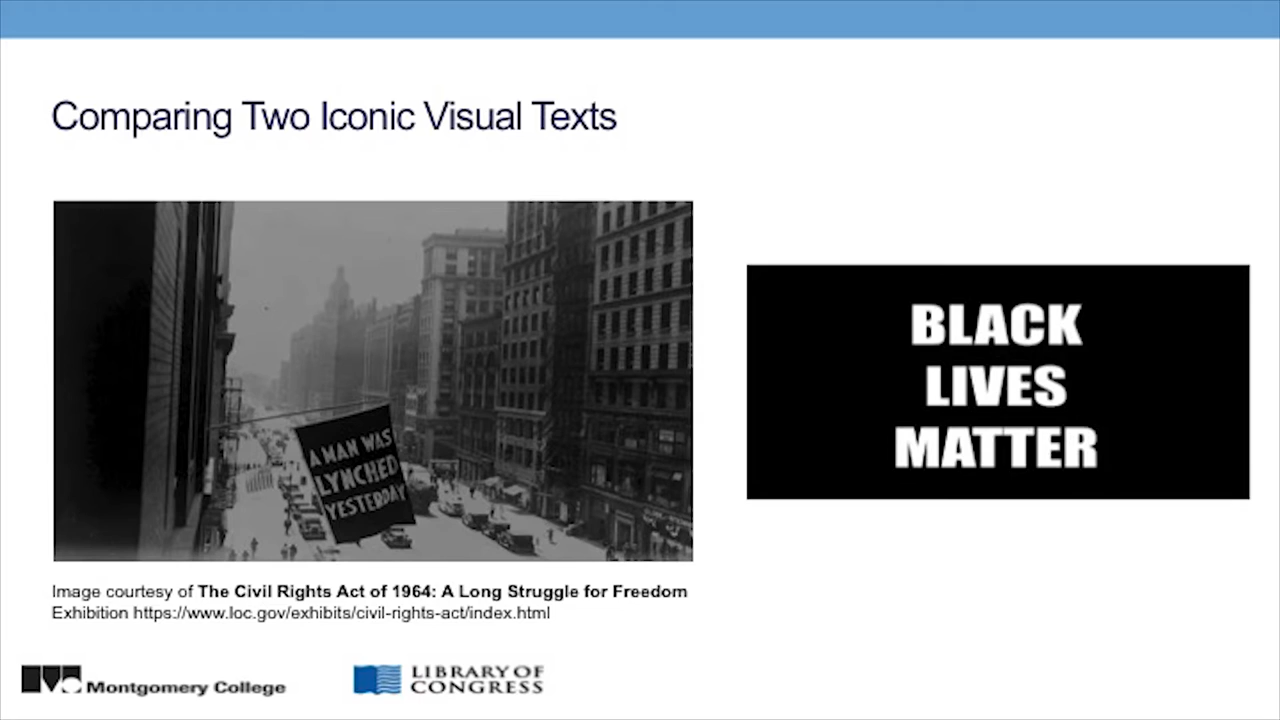 Comparing Two Iconic Visual Texts
A MAN WAS
LYNCHED
YESTERDAY
BLACK
LIVES
MATTER
Image courtesy of The Civil Rights Act of 1964: A Long Struggle for Freedom
Exhibition https://www.loc.gov/exhibits/civil-rights-act/index.html
Montgomery College
LIBRARY OF
CONGRESS